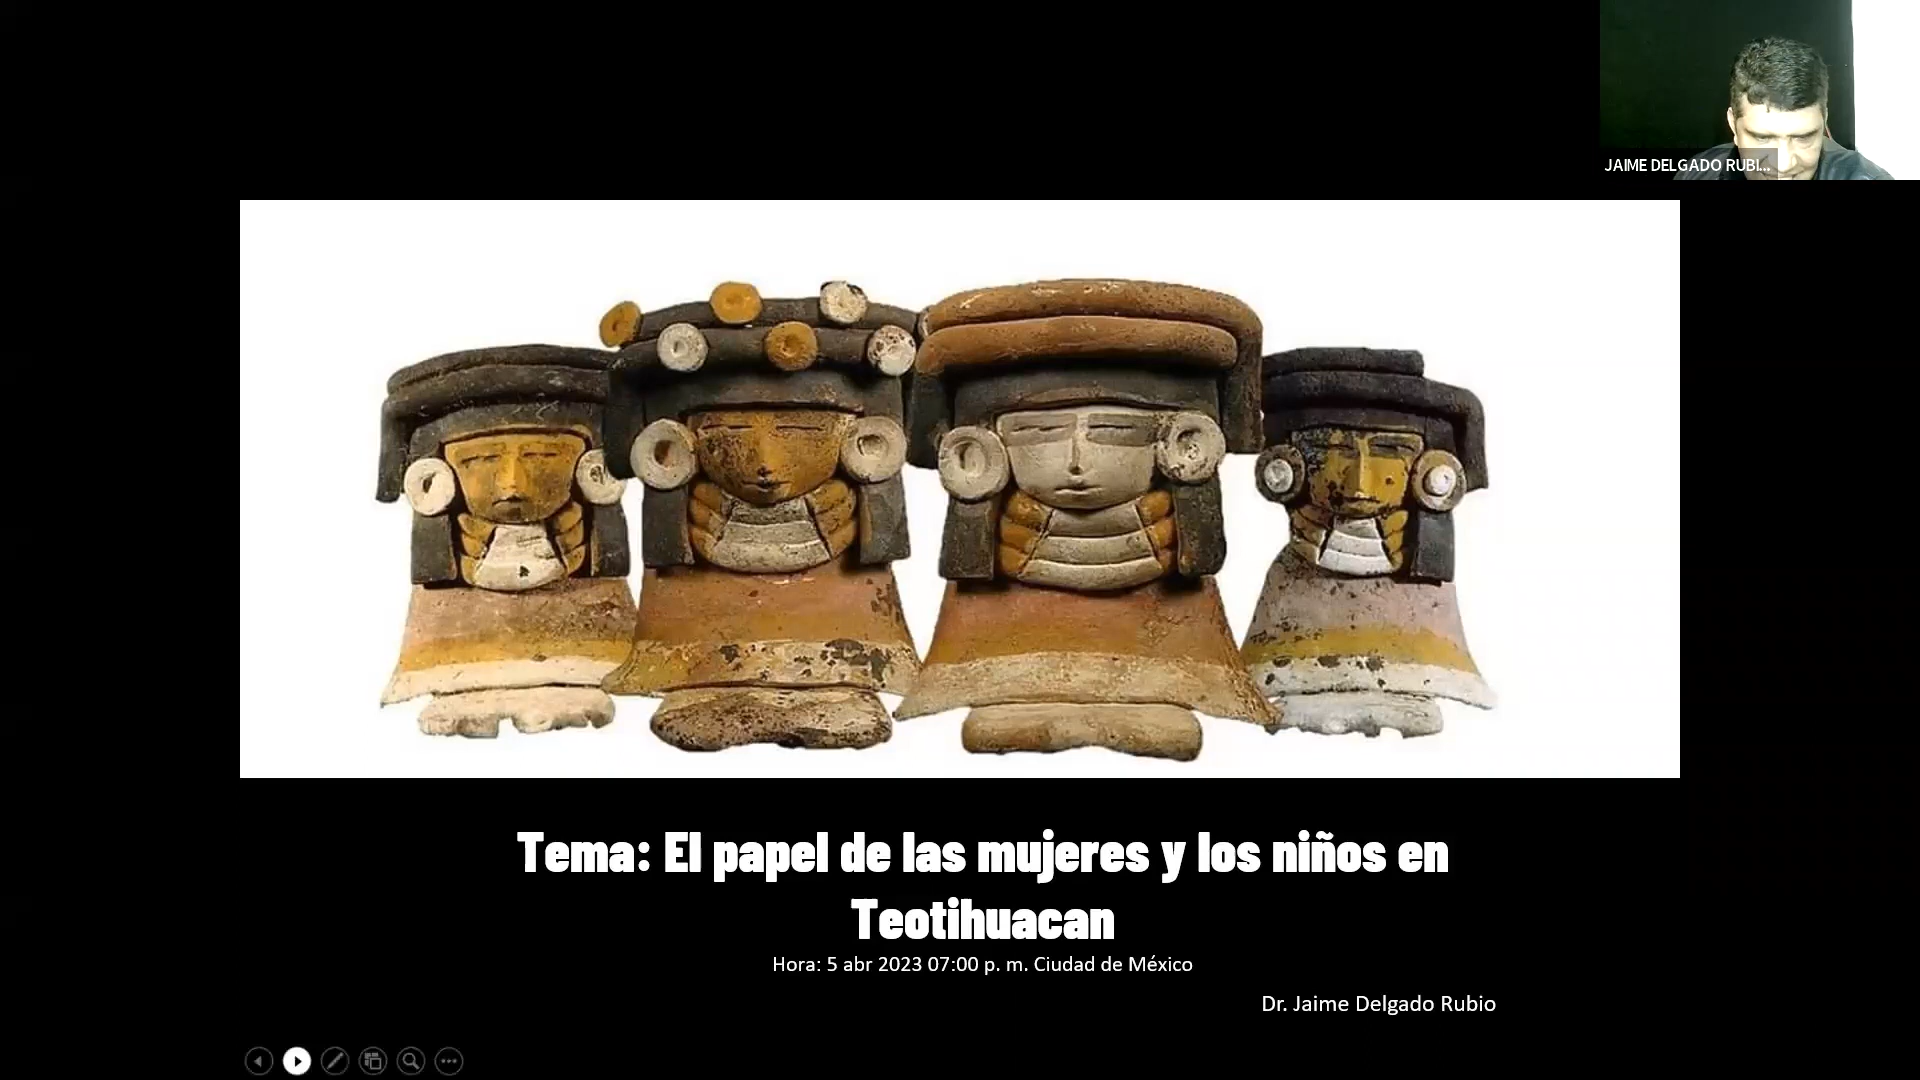 JAIME DELGADO RUBI...
Tema: El papel de las mujeres y los niños en
Teotihuacan
Hora: 5 abr 2023 07:00 p. m. Ciudad de México
Dr. Jaime Delgado Rubio